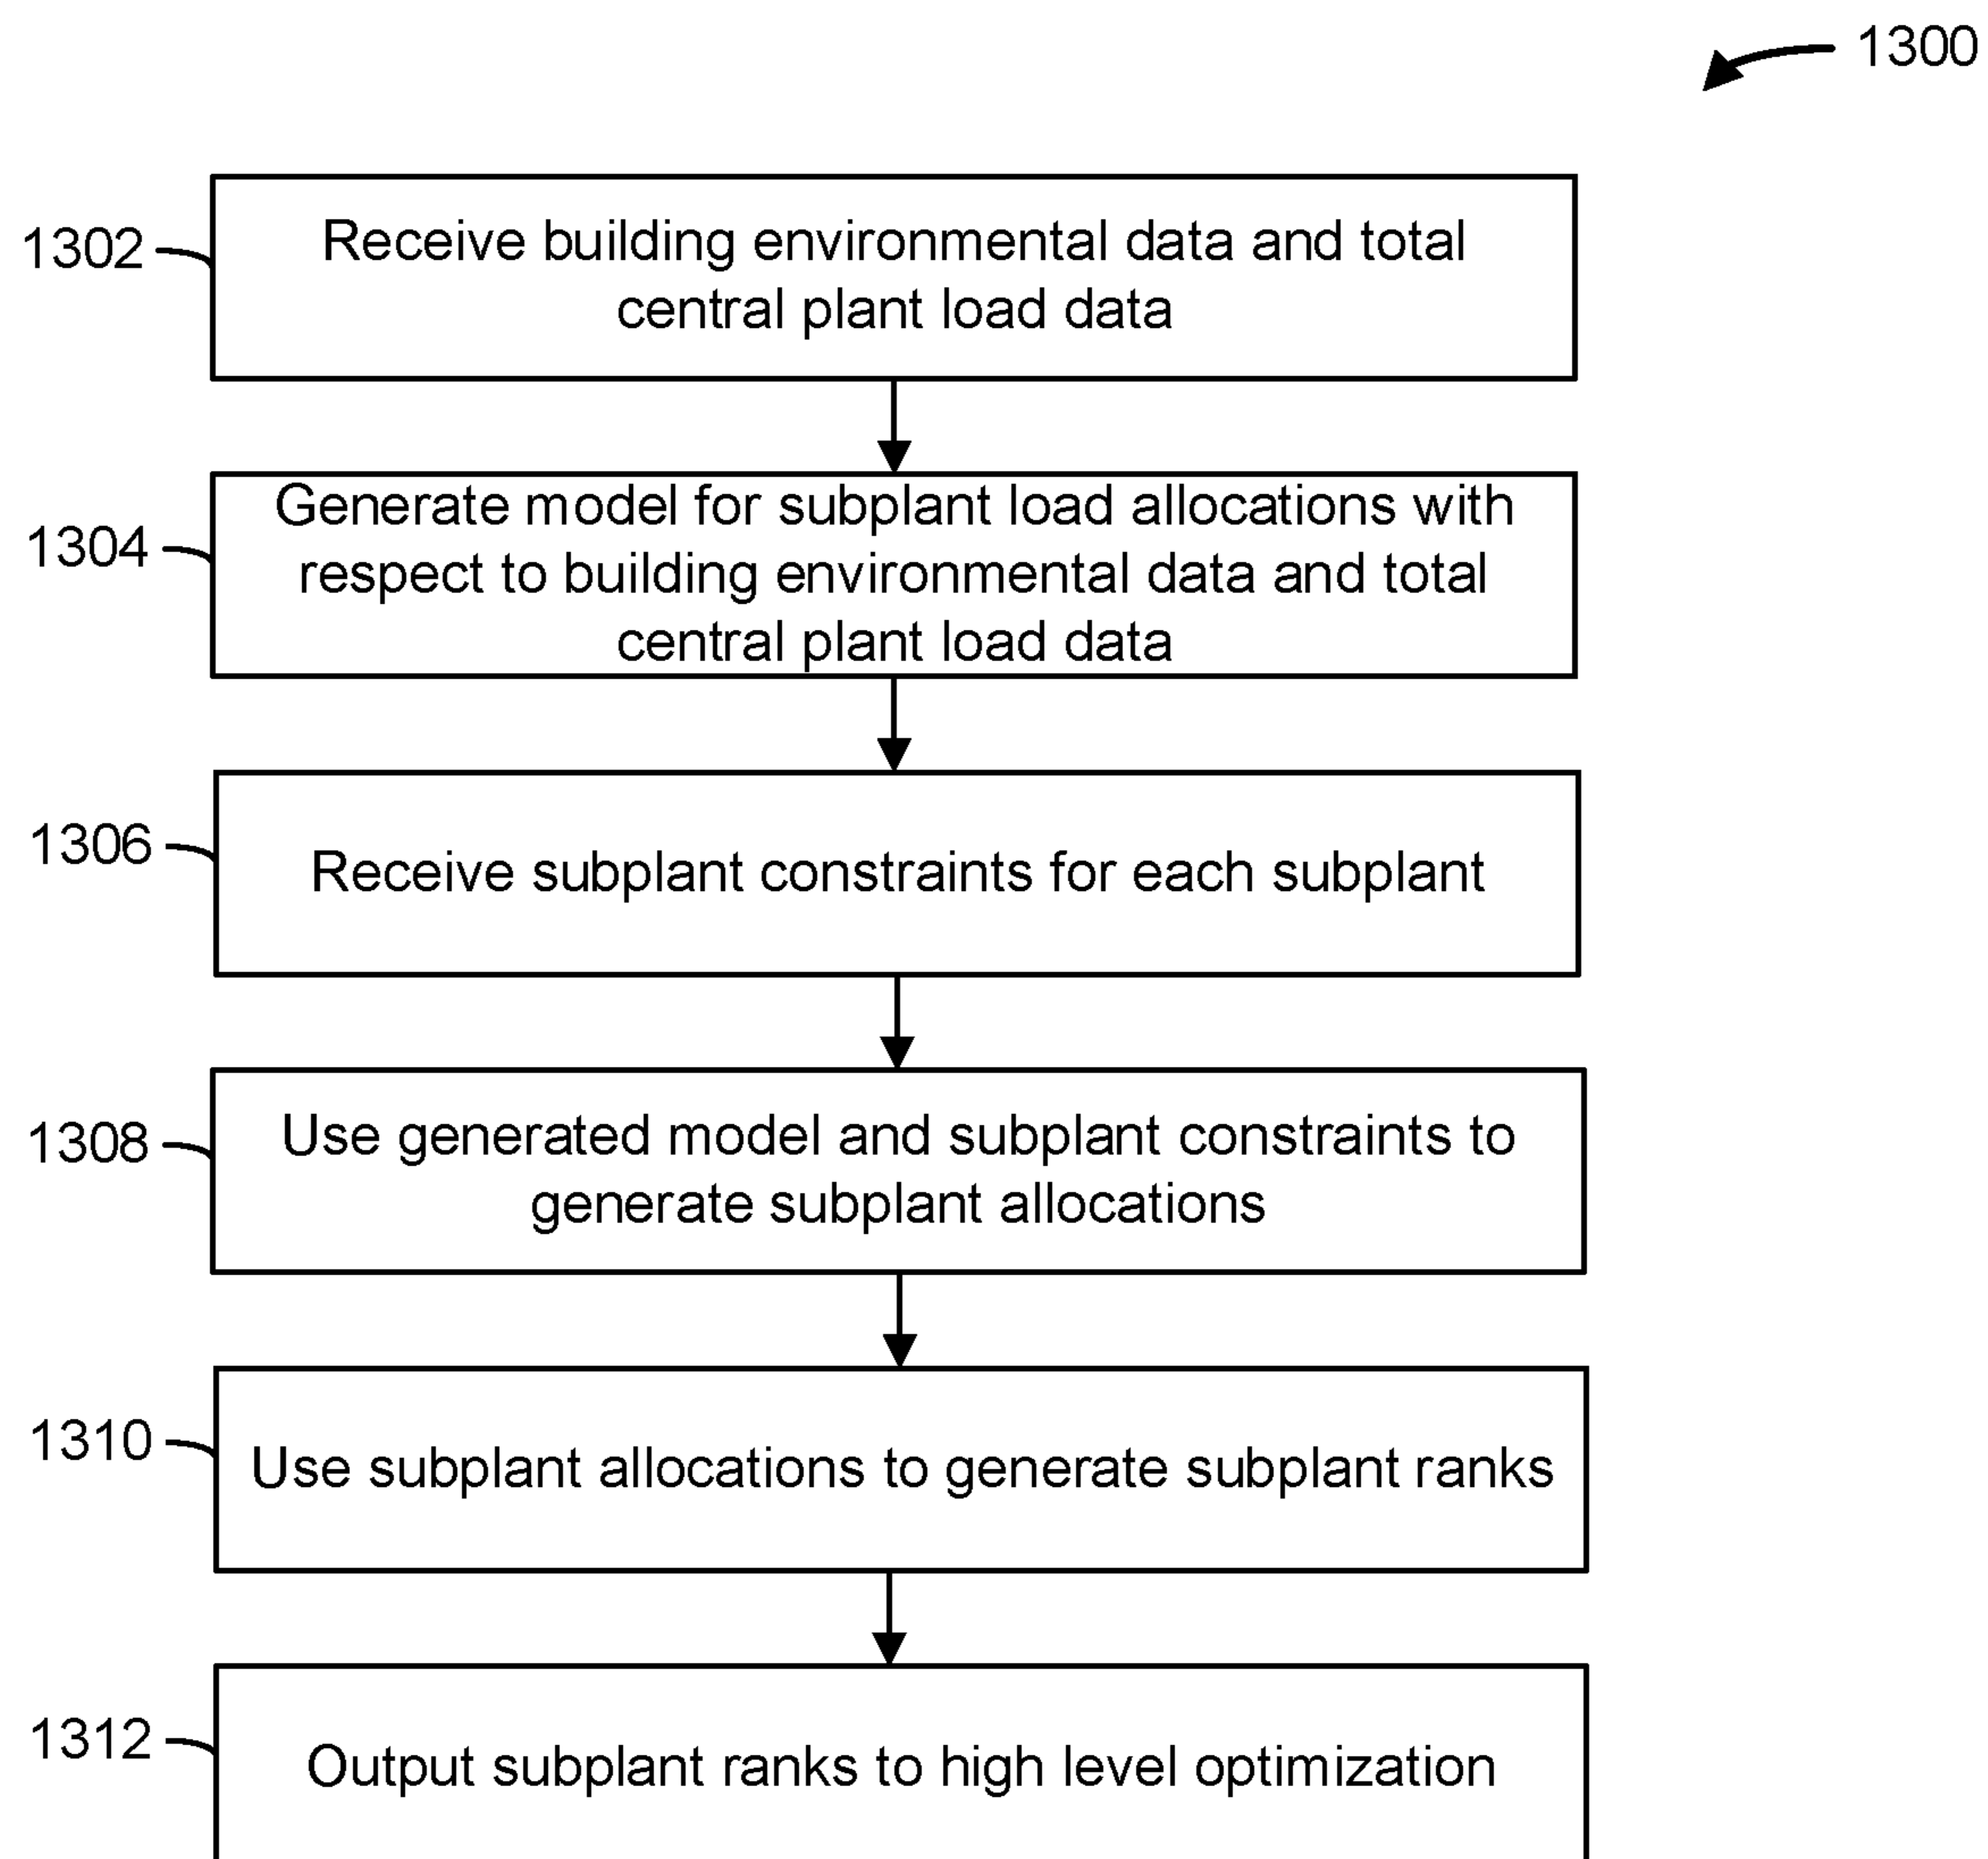 1300
1302
Receive building environmental data and total
central plant load data
1304
Generate model for subplant load allocations with
respect to building environmental data and total
central plant load data
1306
Receive subplant constraints for each subplant
1308
Use generated model and subplant constraints to
generate subplant allocations
1310
Use subplant allocations to generate subplant ranks
1312
Output subplant ranks to high level optimization